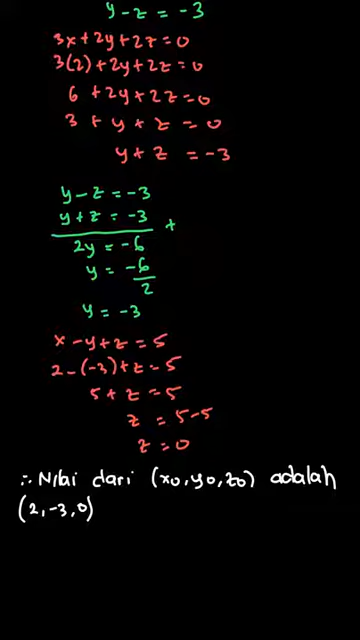 y - z = -3
3x + 2y + 2z = 0
3(2) + 2y + 2z = 0
6 + 2y + 2z = 0
3 + y + z = 0
y + z = -3
y - z = -3
y + z = -3 +
2y = -6
y = -6/2
y = -3
x - y + z = 5
2 - (-3) + z = 5
5 + z = 5
z = 5 - 5
z = 0
∴ Nilai dari (x0, y0, z0) adalah
(2, -3, 0)